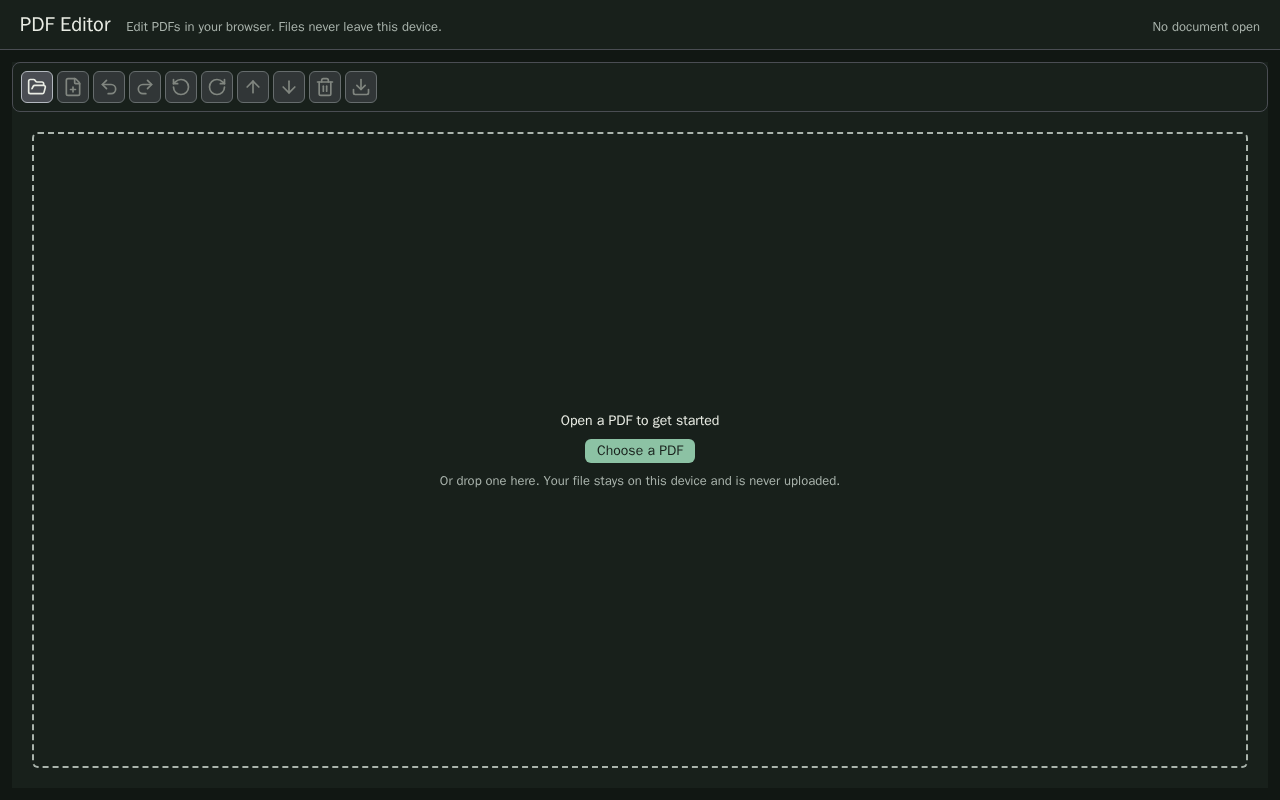 PDF Editor
Edit PDFs in your browser. Files never leave this device.
No document open
Open a PDF to get started
Choose a PDF
Or drop one here. Your file stays on this device and is never uploaded.